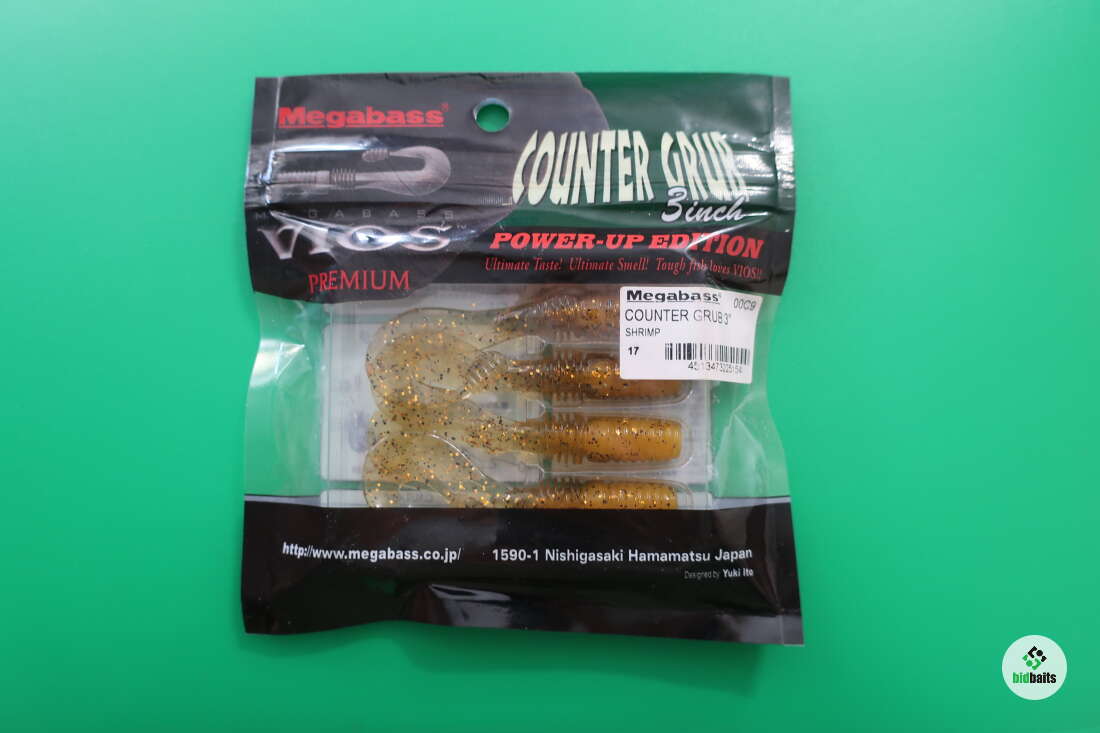 Megabass®
COUNTER GRUB
3inch
MEGABASS
VIOS
PREMIUM
POWER-UP EDITION
Ultimate Taste! Ultimate Smell! Tough fish loves VIOS!!
Megabass® 00C9
COUNTER GRUB 3"
SHRIMP
17
4513473225154
http://www.megabass.co.jp/ 1590-1 Nishigasaki Hamamatsu Japan
Designed by Yuki Ito
bidbaits